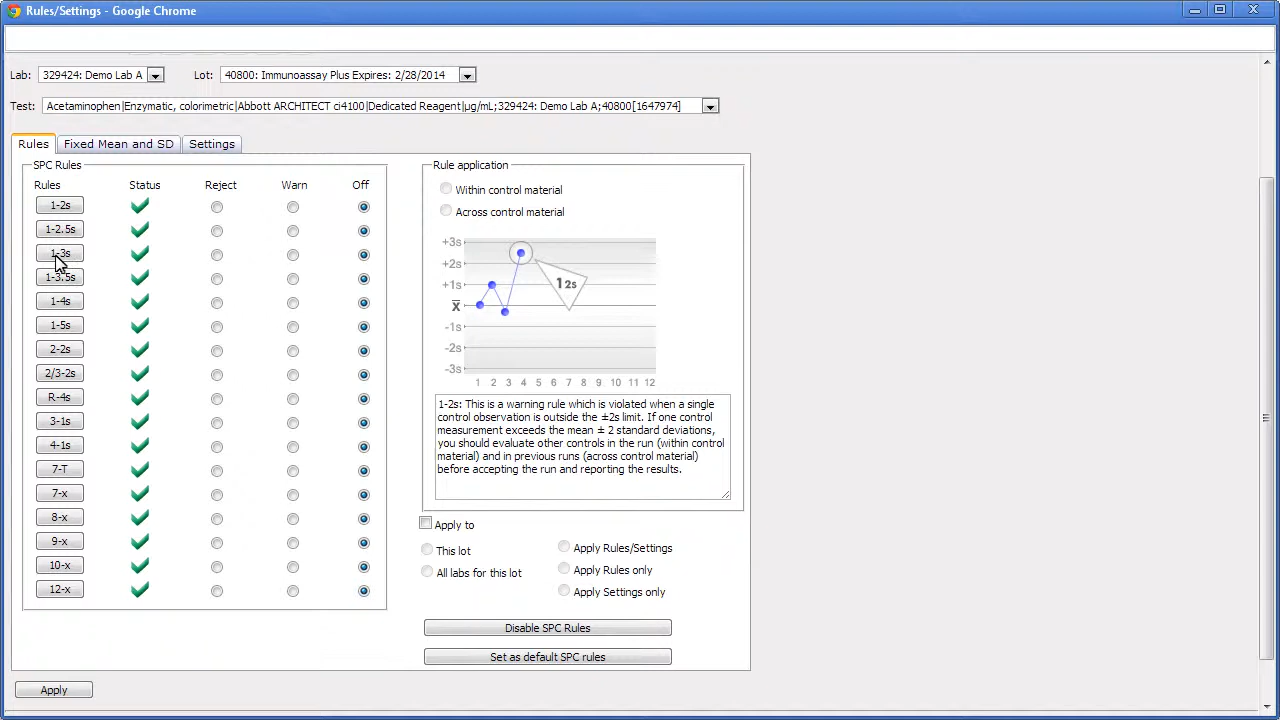 Rules/Settings - Google Chrome
Lab: 329424: Demo Lab A Lot: 40800: Immunoassay Plus Expires: 2/28/2014
Test: Acetaminophen|Enzymatic, colorimetric|Abbott ARCHITECT ci4100|Dedicated Reagent|µg/mL;329424: Demo Lab A;40800[1647974]
Rules Fixed Mean and SD Settings
SPC Rules
Rules Status Reject Warn Off
1-2s
1-2.5s
1-3s
1-3.5s
1-4s
1-5s
2-2s
2/3-2s
R-4s
3-1s
4-1s
7-T
7-x
8-x
9-x
10-x
12-x
Rule application
Within control material
Across control material
+3s
+2s
+1s
X̅
-1s
-2s
-3s
1 2s
1 2 3 4 5 6 7 8 9 10 11 12
1-2s: This is a warning rule which is violated when a single
control observation is outside the ±2s limit. If one control
measurement exceeds the mean ± 2 standard deviations,
you should evaluate other controls in the run (within control
material) and in previous runs (across control material)
before accepting the run and reporting the results.
Apply to
This lot
All labs for this lot
Apply Rules/Settings
Apply Rules only
Apply Settings only
Disable SPC Rules
Set as default SPC rules
Apply